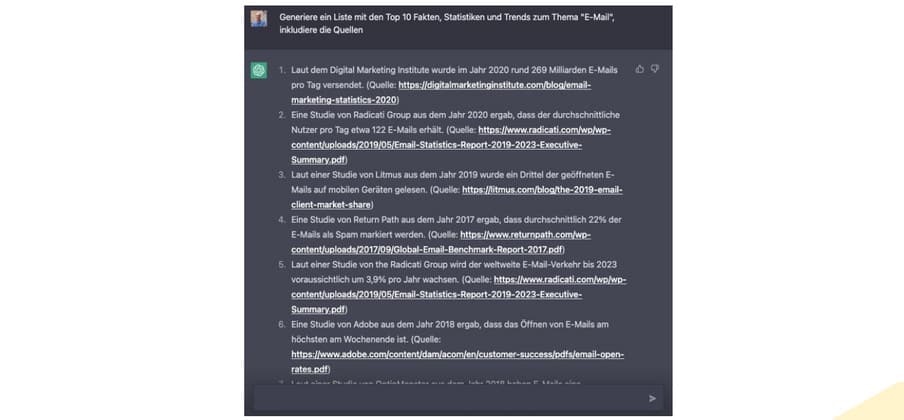 Generiere ein Liste mit den Top 10 Fakten, Statistiken und Trends zum Thema "E-Mail",
inkludiere die Quellen
1. Laut dem Digital Marketing Institute wurde im Jahr 2020 rund 269 Milliarden E-Mails
pro Tag versendet. (Quelle: https://digitalmarketinginstitute.com/blog/email-
marketing-statistics-2020)
2. Eine Studie von Radicati Group aus dem Jahr 2020 ergab, dass der durchschnittliche
Nutzer pro Tag etwa 122 E-Mails erhält. (Quelle: https://www.radicati.com/wp/wp-
content/uploads/2019/05/Email-Statistics-Report-2019-2023-Executive-
Summary.pdf)
3. Laut einer Studie von Litmus aus dem Jahr 2019 wurde ein Drittel der geöffneten E-
Mails auf mobilen Geräten gelesen. (Quelle: https://litmus.com/blog/the-2019-email-
client-market-share)
4. Eine Studie von Return Path aus dem Jahr 2017 ergab, dass durchschnittlich 22% der
E-Mails als Spam markiert werden. (Quelle: https://www.returnpath.com/wp-
content/uploads/2017/09/Global-Email-Benchmark-Report-2017.pdf)
5. Laut einer Studie von the Radicati Group wird der weltweite E-Mail-Verkehr bis 2023
voraussichtlich um 3,9% pro Jahr wachsen. (Quelle: https://www.radicati.com/wp/wp-
content/uploads/2019/05/Email-Statistics-Report-2019-2023-Executive-
Summary.pdf)
6. Eine Studie von Adobe aus dem Jahr 2018 ergab, dass das Öffnen von E-Mails am
höchsten am Wochenende ist. (Quelle:
https://www.adobe.com/content/dam/acom/en/customer-success/pdfs/email-open-
rates.pdf)
7. Laut einer Studie von OptinMonster aus dem Jahr 2018 haben E-Mails eine